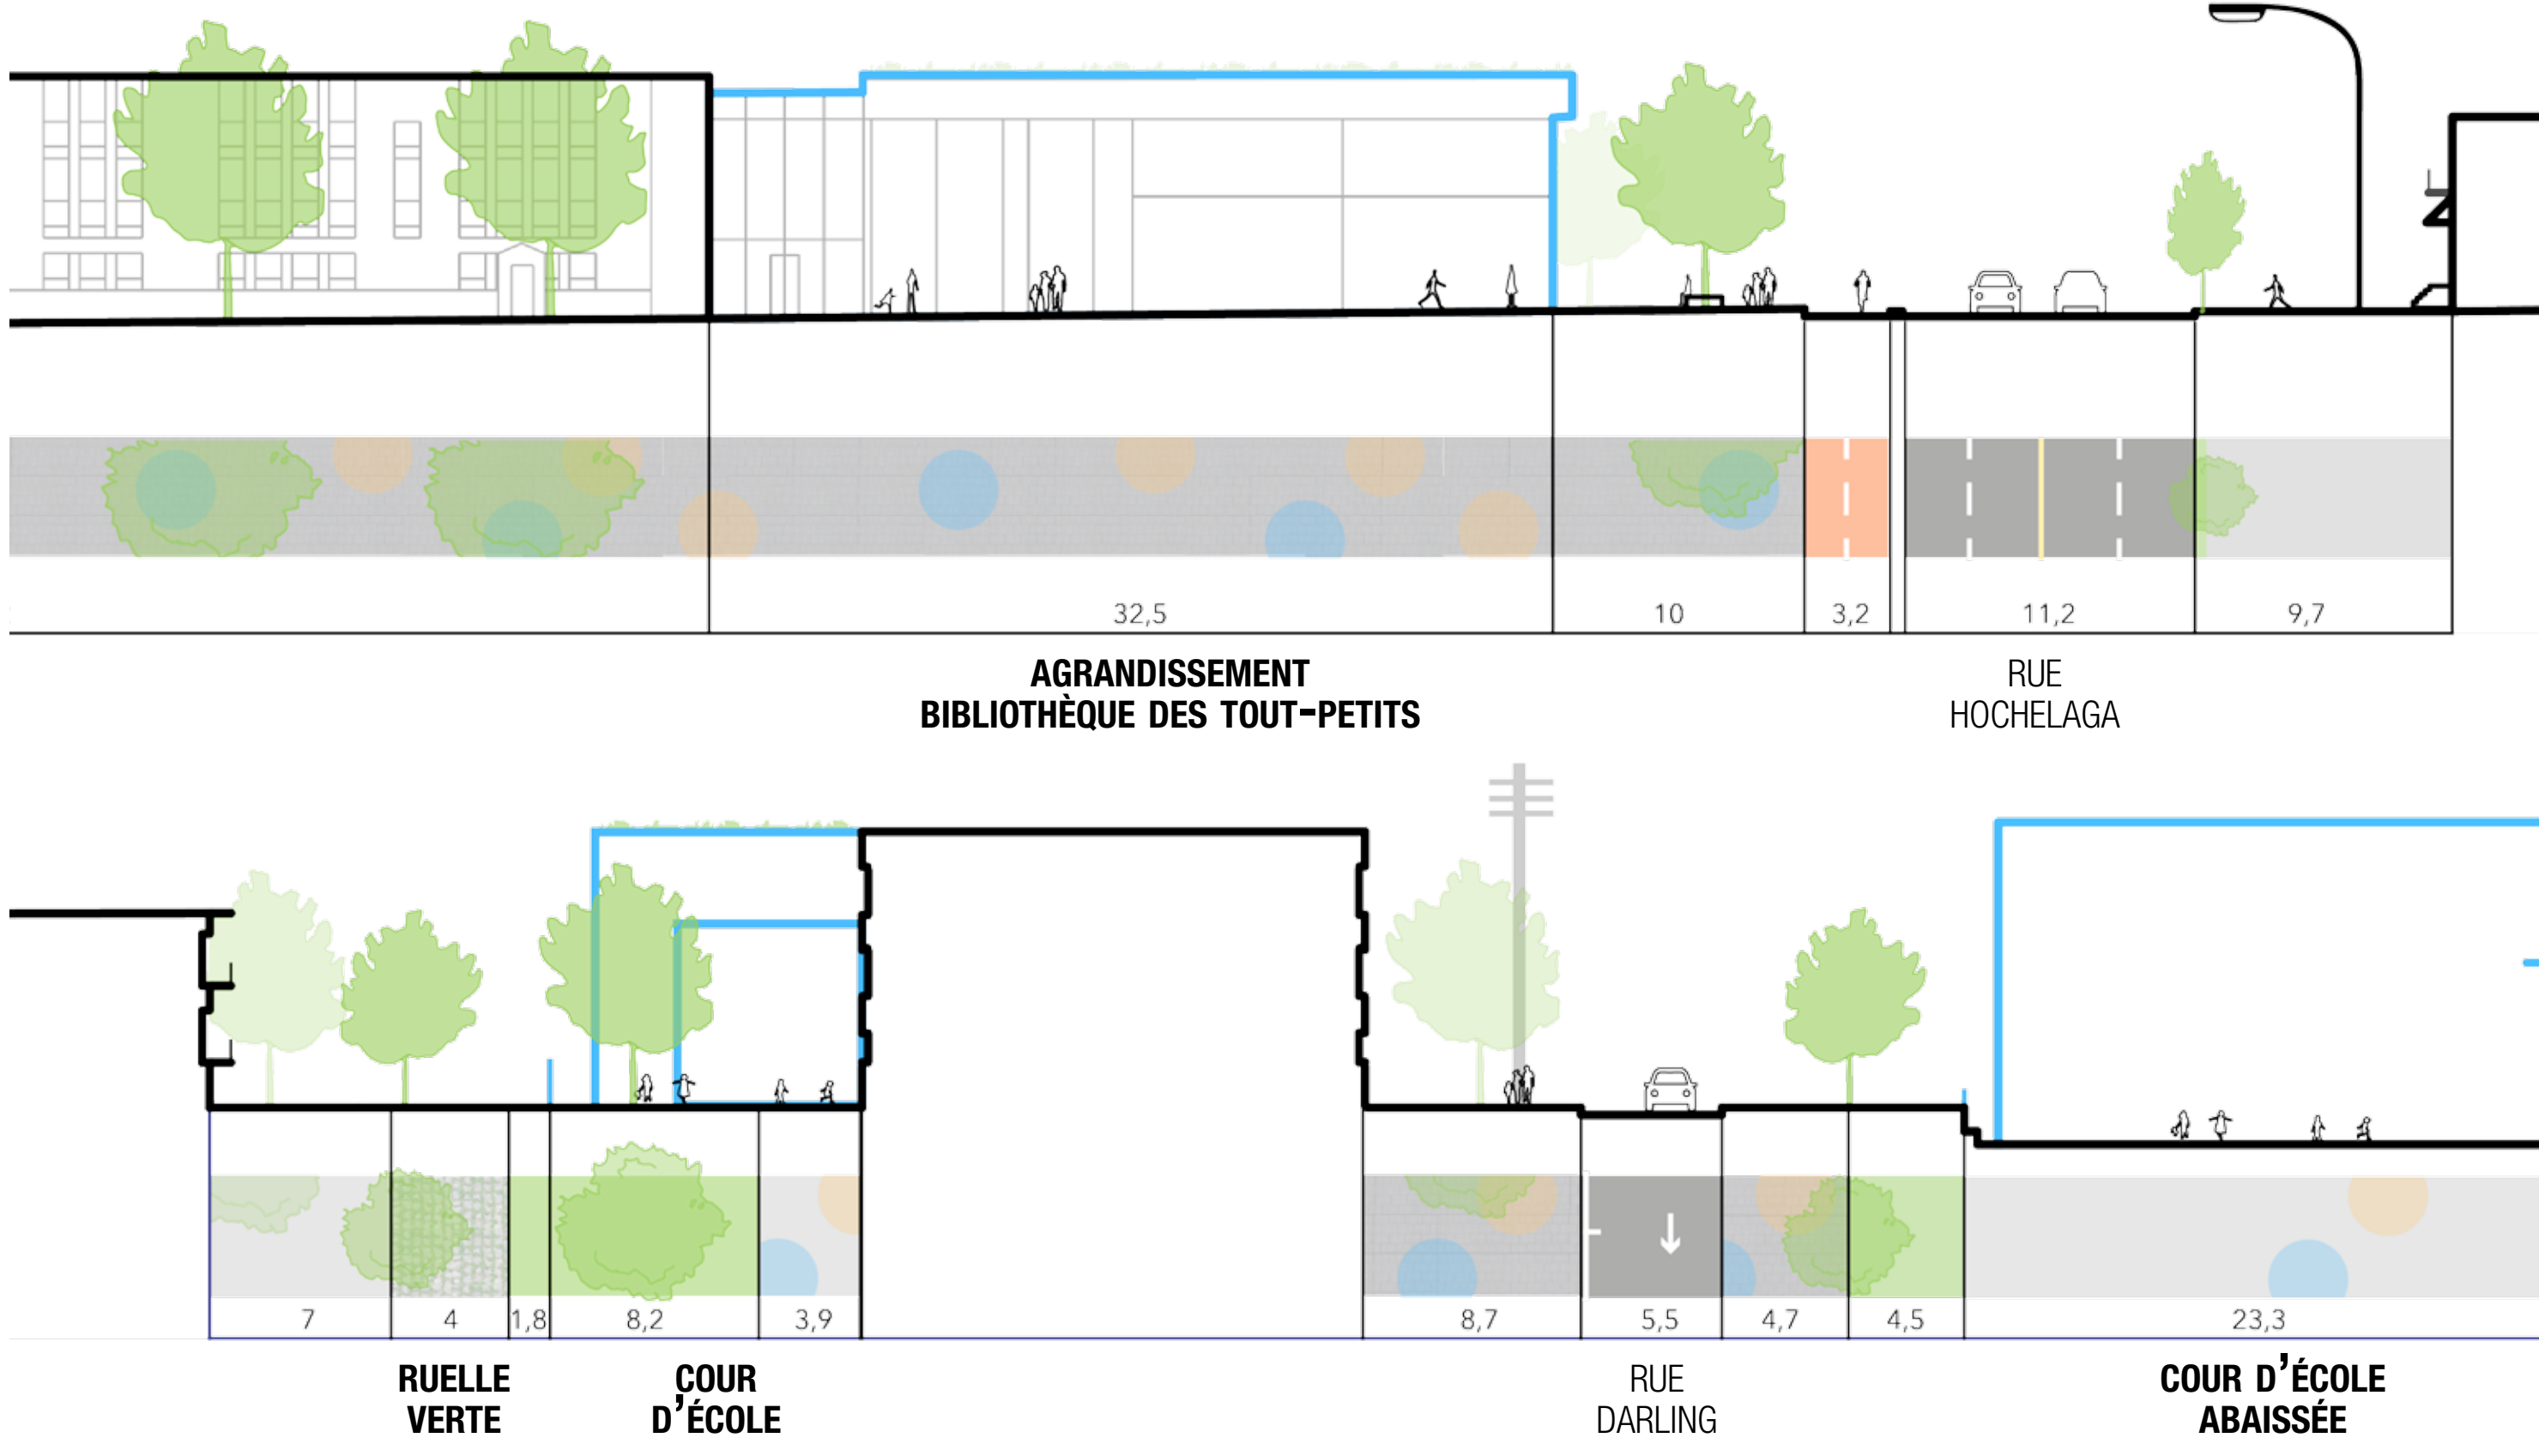 32,5
10
3,2
11,2
9,7
AGRANDISSEMENT
BIBLIOTHÈQUE DES TOUT-PETITS
RUE
HOCHELAGA
7
4
1,8
8,2
3,9
8,7
5,5
4,7
4,5
23,3
RUELLE
VERTE
COUR
D'ÉCOLE
RUE
DARLING
COUR D'ÉCOLE
ABAISSÉE